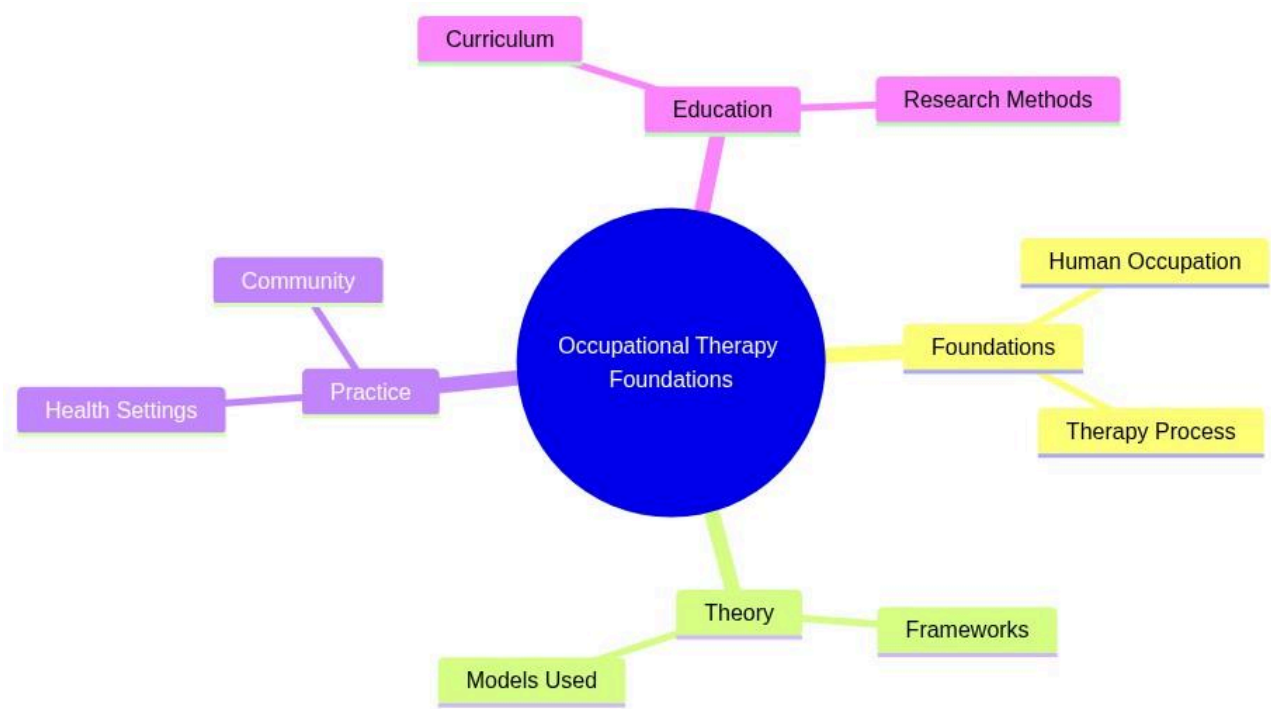 Curriculum
Education
Research Methods
Community
Practice
Health Settings
Occupational Therapy
Foundations
Human Occupation
Foundations
Therapy Process
Theory
Frameworks
Models Used